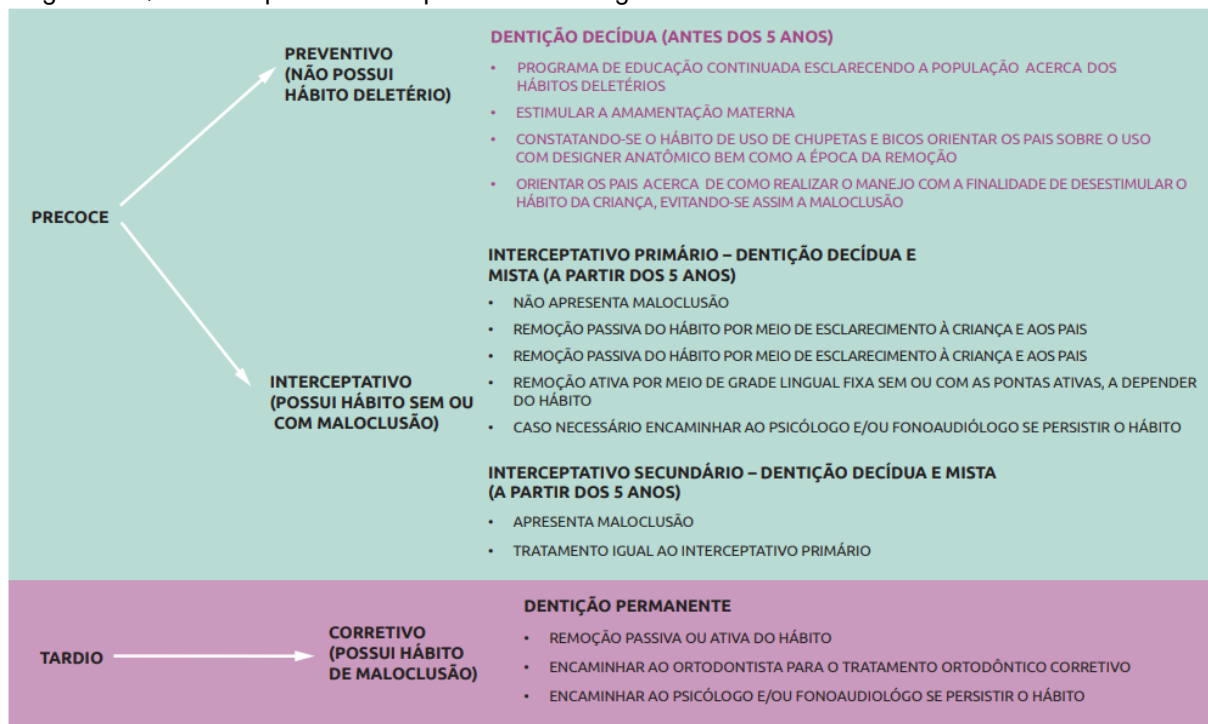 PRECOCE
PREVENTIVO
(NÃO POSSUI
HÁBITO DELETÉRIO)
DENTIÇÃO DECÍDUA (ANTES DOS 5 ANOS)
• PROGRAMA DE EDUCAÇÃO CONTINUADA ESCLARECENDO A POPULAÇÃO ACERCA DOS
HÁBITOS DELETÉRIOS
• ESTIMULAR A AMAMENTAÇÃO MATERNA
• CONSTATANDO-SE O HÁBITO DE USO DE CHUPETAS E BICOS ORIENTAR OS PAIS SOBRE O USO
COM DESIGNER ANATÔMICO BEM COMO A ÉPOCA DA REMOÇÃO
• ORIENTAR OS PAIS ACERCA DE COMO REALIZAR O MANEJO COM A FINALIDADE DE DESESTIMULAR O
HÁBITO DA CRIANÇA, EVITANDO-SE ASSIM A MALOCLUSÃO
INTERCEPTATIVO
(POSSUI HÁBITO SEM OU
COM MALOCLUSÃO)
INTERCEPTATIVO PRIMÁRIO – DENTIÇÃO DECÍDUA E
MISTA (A PARTIR DOS 5 ANOS)
• NÃO APRESENTA MALOCLUSÃO
• REMOÇÃO PASSIVA DO HÁBITO POR MEIO DE ESCLARECIMENTO À CRIANÇA E AOS PAIS
• REMOÇÃO PASSIVA DO HÁBITO POR MEIO DE ESCLARECIMENTO À CRIANÇA E AOS PAIS
• REMOÇÃO ATIVA POR MEIO DE GRADE LINGUAL FIXA SEM OU COM AS PONTAS ATIVAS, A DEPENDER
DO HÁBITO
• CASO NECESSÁRIO ENCAMINHAR AO PSICÓLOGO E/OU FONOAUDIÓLOGO SE PERSISTIR O HÁBITO
INTERCEPTATIVO SECUNDÁRIO – DENTIÇÃO DECÍDUA E MISTA
(A PARTIR DOS 5 ANOS)
• APRESENTA MALOCLUSÃO
• TRATAMENTO IGUAL AO INTERCEPTATIVO PRIMÁRIO
TARDIO
CORRETIVO
(POSSUI HÁBITO
DE MALOCLUSÃO)
DENTIÇÃO PERMANENTE
• REMOÇÃO PASSIVA OU ATIVA DO HÁBITO
• ENCAMINHAR AO ORTODONTISTA PARA O TRATAMENTO ORTODÔNTICO CORRETIVO
• ENCAMINHAR AO PSICÓLOGO E/OU FONOAUDIOLÓGO SE PERSISTIR O HÁBITO